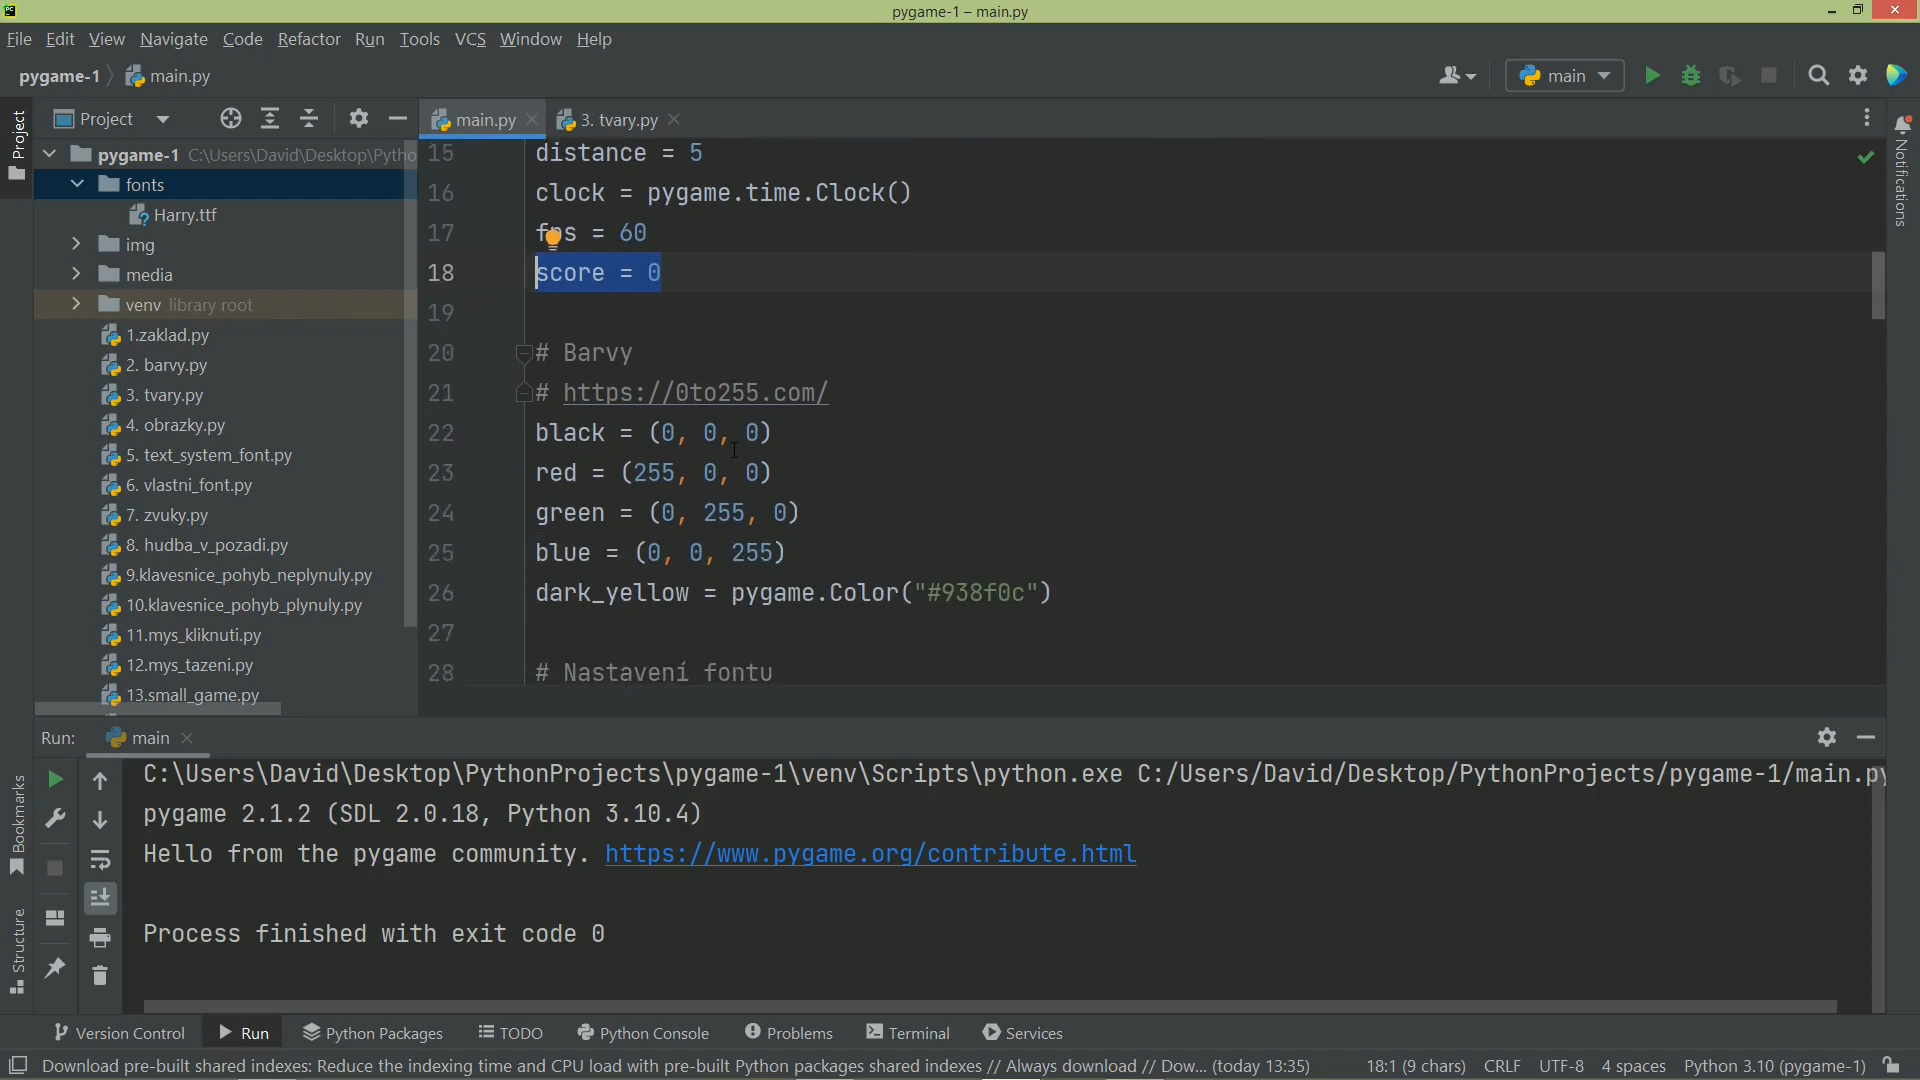 pygame-1 – main.py
File Edit View Navigate Code Refactor Run Tools VCS Window Help
pygame-1 main.py
main
Project
Project
pygame-1 C:\Users\David\Desktop\Pytho
fonts
Harry.ttf
img
media
venv library root
1.zaklad.py
2. barvy.py
3. tvary.py
4. obrazky.py
5. text_system_font.py
6. vlastni_font.py
7. zvuky.py
8. hudba_v_pozadi.py
9.klavesnice_pohyb_neplynuly.py
10.klavesnice_pohyb_plynuly.py
11.mys_kliknuti.py
12.mys_tazeni.py
13.small_game.py
main.py 3. tvary.py
15 distance = 5
16 clock = pygame.time.Clock()
17 fps = 60
18 score = 0
19
20 # Barvy
21 # https://0to255.com/
22 black = (0, 0, 0)
23 red = (255, 0, 0)
24 green = (0, 255, 0)
25 blue = (0, 0, 255)
26 dark_yellow = pygame.Color("#938f0c")
27
28 # Nastavení fontu
Notifications
Run: main
C:\Users\David\Desktop\PythonProjects\pygame-1\venv\Scripts\python.exe C:/Users/David/Desktop/PythonProjects/pygame-1/main.py
pygame 2.1.2 (SDL 2.0.18, Python 3.10.4)
Hello from the pygame community. https://www.pygame.org/contribute.html
Process finished with exit code 0
Bookmarks
Structure
Version Control Run Python Packages TODO Python Console Problems Terminal Services
Download pre-built shared indexes: Reduce the indexing time and CPU load with pre-built Python packages shared indexes // Always download // Dow... (today 13:35) 18:1 (9 chars) CRLF UTF-8 4 spaces Python 3.10 (pygame-1)